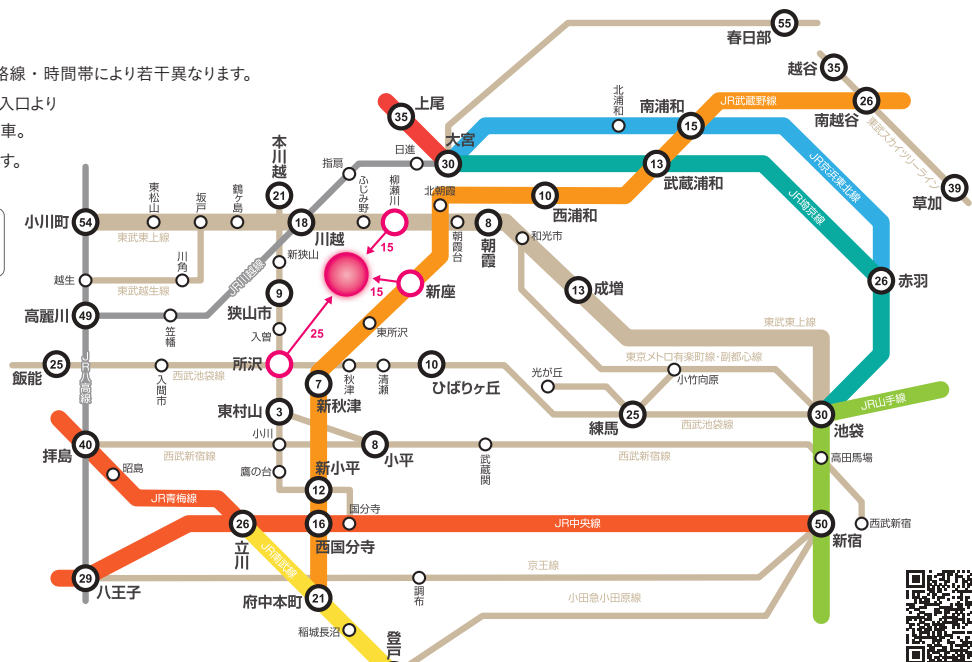 路線・時間帯により若干異なります。
入口より
車。
す。
55
春日部
越谷
35
26
南越谷
東武スカイツリーライン
39
草加
35
上尾
大宮
30
北浦和
南浦和
15
JR武蔵野線
13
武蔵浦和
JR京浜東北線
JR埼京線
26
赤羽
日進
指扇
本川越
21
18
川越
ふじみ野
柳瀬川
北朝霞
朝霞台
8
朝霞
10
西浦和
和光市
13
成増
東武東上線
小川町
54
東松山
坂戸
鶴ヶ島
東武東上線
越生
川角
東武越生線
新狭山
15
15
25
新座
高麗川
49
笠幡
JR川越線
狭山市
9
入曽
東所沢
飯能
25
入間市
西武池袋線
JR八高線
所沢
7
新秋津
秋津
清瀬
10
ひばりヶ丘
東京メトロ有楽町線・副都心線
光が丘
小竹向原
25
練馬
西武池袋線
30
池袋
JR山手線
東村山
3
小川
8
小平
鷹の台
拝島
40
西武新宿線
武蔵関
西武新宿線
高田馬場
昭島
JR青梅線
新小平
12
国分寺
26
立川
16
西国分寺
JR中央線
50
新宿
西武新宿
JR南武線
29
八王子
調布
京王線
府中本町
21
小田急小田原線
稲城長沼
登戸